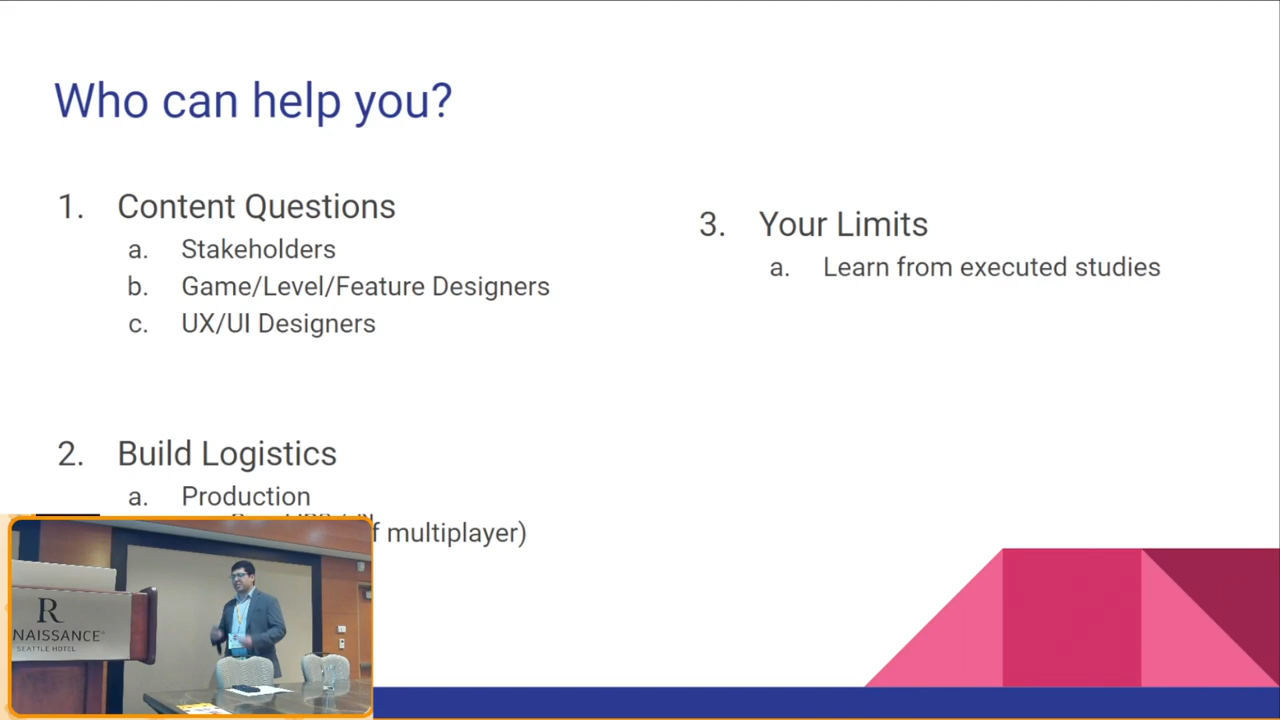 Who can help you?
1. Content Questions
a. Stakeholders
b. Game/Level/Feature Designers
c. UX/UI Designers
2. Build Logistics
a. Production
multiplayer)
3. Your Limits
a. Learn from executed studies
R
NAISSANCE
SEATTLE HOTEL